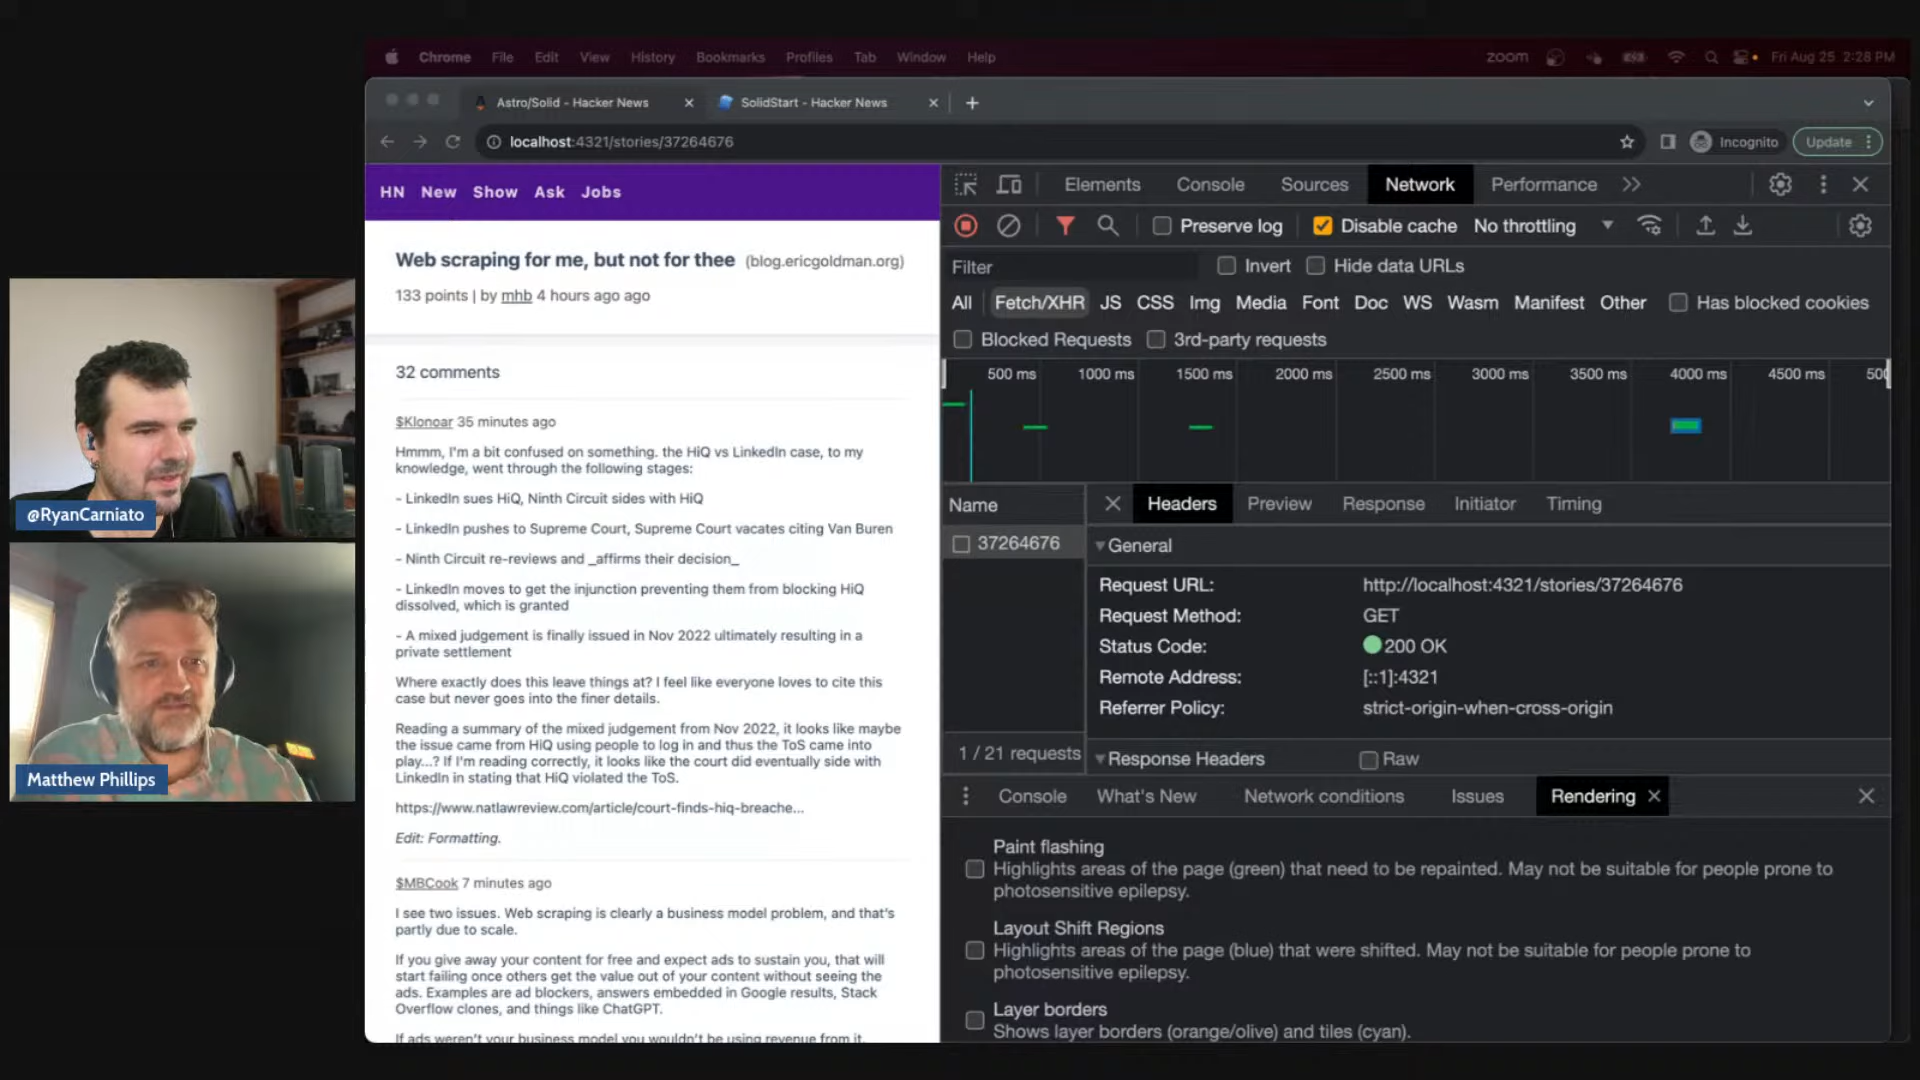 Chrome File Edit View History Bookmarks Profiles Tab Window Help
zoom Fri Aug 25 2:28 PM
Astro/Solid - Hacker News
SolidStart - Hacker News
localhost:4321/stories/37264676
Incognito
Update
HN New Show Ask Jobs
Web scraping for me, but not for thee (blog.ericgoldman.org)
133 points | by mhb 4 hours ago ago
32 comments
$Klonoar 35 minutes ago
Hmmm, I'm a bit confused on something. the HiQ vs LinkedIn case, to my
knowledge, went through the following stages:
- LinkedIn sues HiQ, Ninth Circuit sides with HiQ
- LinkedIn pushes to Supreme Court, Supreme Court vacates citing Van Buren
- Ninth Circuit re-reviews and _affirms their decision_
- LinkedIn moves to get the injunction preventing them from blocking HiQ
dissolved, which is granted
- A mixed judgement is finally issued in Nov 2022 ultimately resulting in a
private settlement
Where exactly does this leave things at? I feel like everyone loves to cite this
case but never goes into the finer details.
Reading a summary of the mixed judgement from Nov 2022, it looks like maybe
the issue came from HiQ using people to log in and thus the ToS came into
play...? If I'm reading correctly, it looks like the court did eventually side with
LinkedIn in stating that HiQ violated the ToS.
https://www.natlawreview.com/article/court-finds-hiq-breache...
Edit: Formatting.
$MBCook 7 minutes ago
I see two issues. Web scraping is clearly a business model problem, and that's
partly due to scale.
If you give away your content for free and expect ads to sustain you, that will
start failing once others get the value out of your content without seeing the
ads. Examples are ad blockers, answers embedded in Google results, Stack
Overflow clones, and things like ChatGPT.
If ads weren't your business model you wouldn't be using revenue from it.
Elements Console Sources Network Performance
Preserve log Disable cache No throttling
Filter Invert Hide data URLs
All Fetch/XHR JS CSS Img Media Font Doc WS Wasm Manifest Other Has blocked cookies
Blocked Requests 3rd-party requests
500 ms 1000 ms 1500 ms 2000 ms 2500 ms 3000 ms 3500 ms 4000 ms 4500 ms 500
Name
37264676
1 / 21 requests
Headers Preview Response Initiator Timing
General
Request URL: http://localhost:4321/stories/37264676
Request Method: GET
Status Code: 200 OK
Remote Address: [::1]:4321
Referrer Policy: strict-origin-when-cross-origin
Response Headers Raw
Console What's New Network conditions Issues Rendering
Paint flashing
Highlights areas of the page (green) that need to be repainted. May not be suitable for people prone to
photosensitive epilepsy.
Layout Shift Regions
Highlights areas of the page (blue) that were shifted. May not be suitable for people prone to
photosensitive epilepsy.
Layer borders
Shows layer borders (orange/olive) and tiles (cyan).
@RyanCarniato
Matthew Phillips